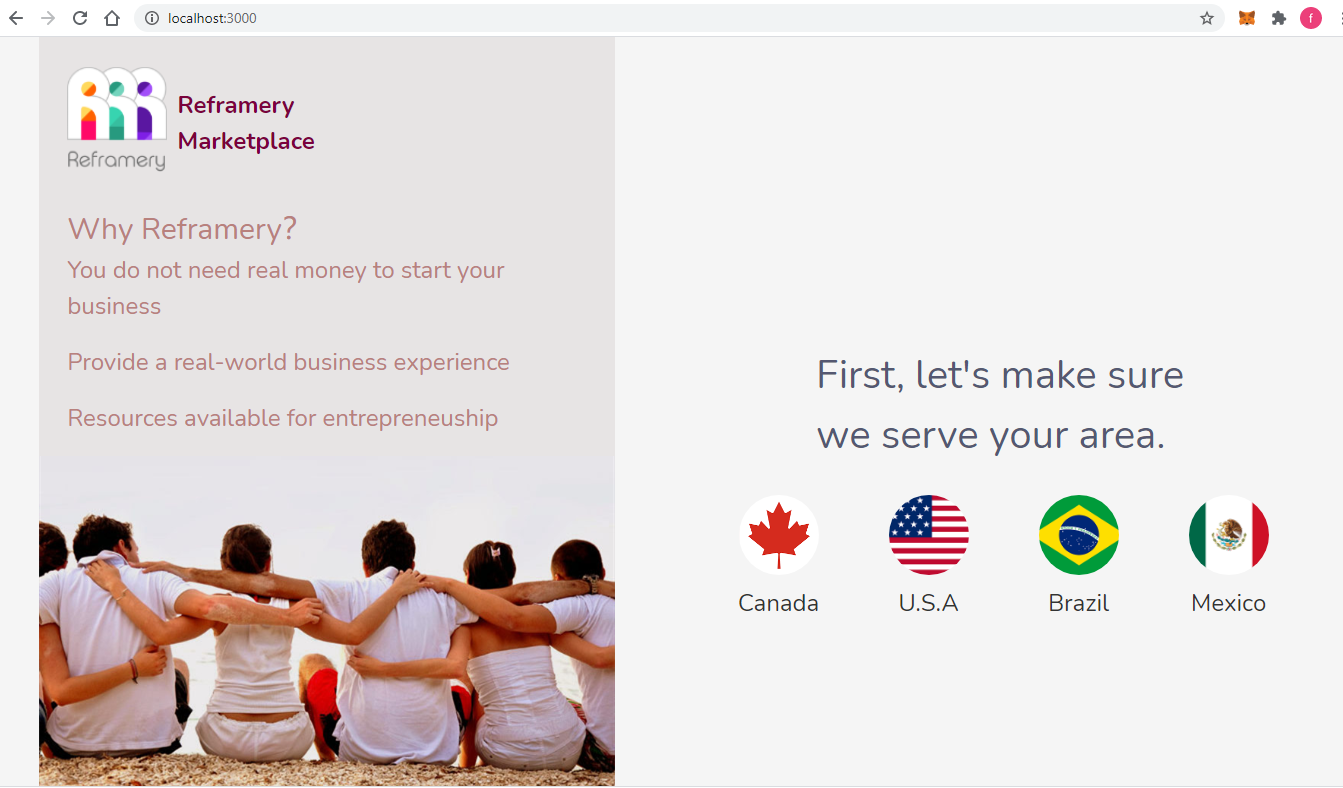 localhost:3000
f
Reframery
Reframery
Marketplace
Why Reframery?
You do not need real money to start your
business
Provide a real-world business experience
Resources available for entrepreneuship
First, let's make sure
we serve your area.
Canada
U.S.A
Brazil
Mexico